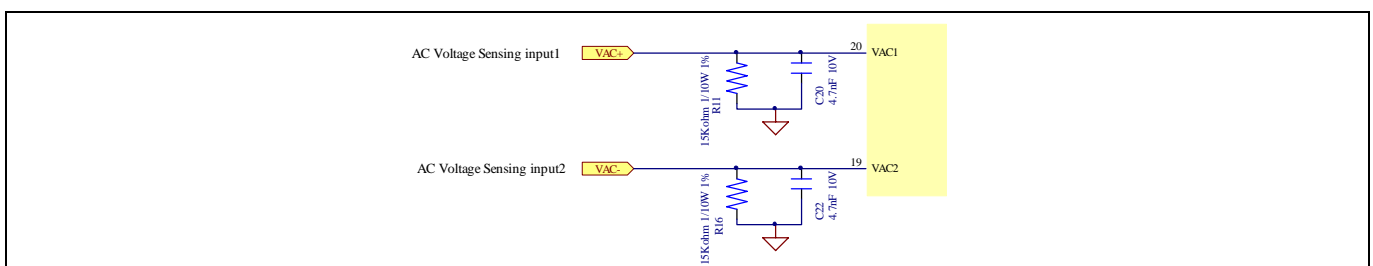 AC Voltage Sensing input1
VAC+
15Kohm 1/10W 1%
R11
C20
4.7nF 10V
20
VAC1
AC Voltage Sensing input2
VAC-
15Kohm 1/10W 1%
R16
C22
4.7nF 10V
19
VAC2